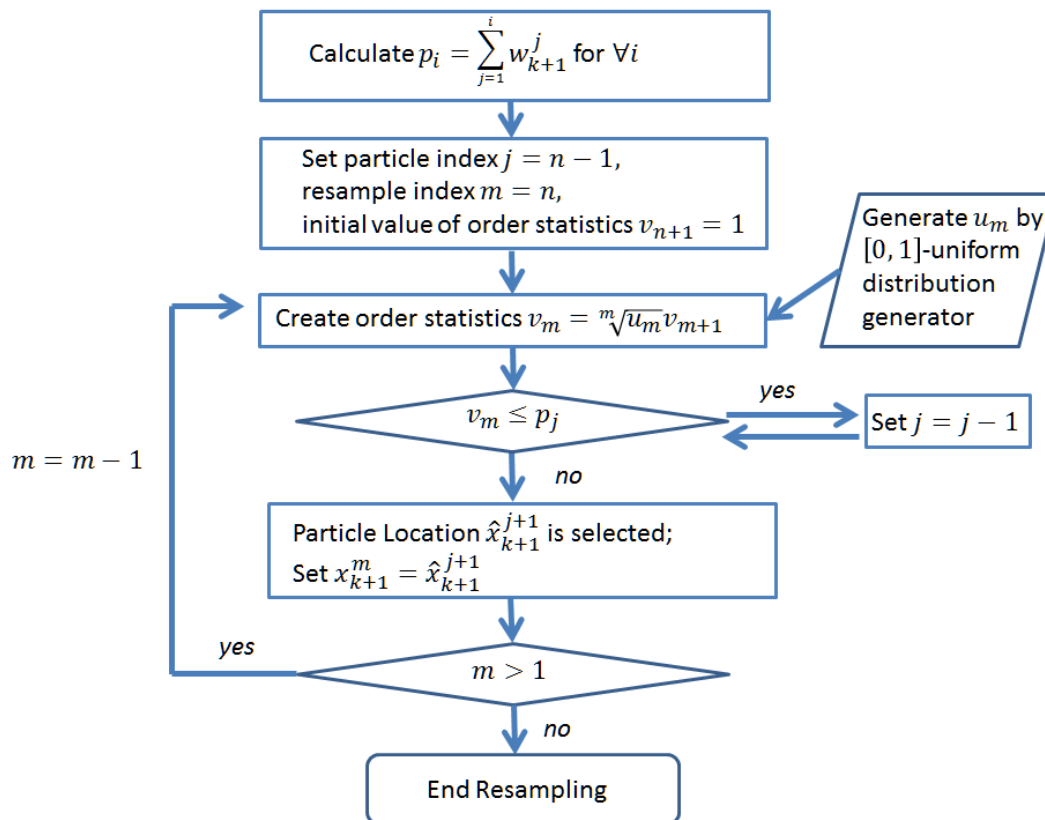 Calculate $p_i = \sum_{j=1}^{i} w_{k+1}^{j}$ for $\forall i$
Set particle index $j = n - 1$,
resample index $m = n$,
initial value of order statistics $v_{n+1} = 1$
Generate $u_m$ by
$[0, 1]$-uniform
distribution
generator
Create order statistics $v_m = \sqrt[m]{u_m} v_{m+1}$
$v_m \leq p_j$
yes
Set $j = j - 1$
$m = m - 1$
no
Particle Location $\hat{x}_{k+1}^{j+1}$ is selected;
Set $x_{k+1}^{m} = \hat{x}_{k+1}^{j+1}$
yes
$m > 1$
no
End Resampling